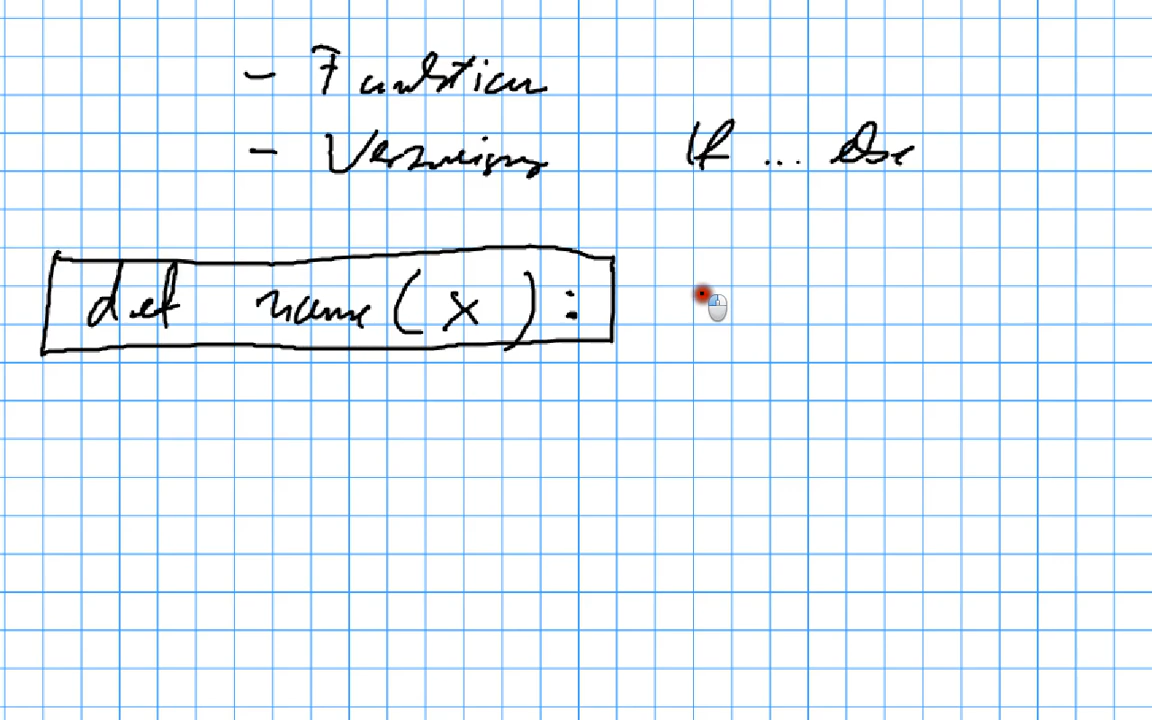 - Funktion
- Verzweigung If ... Else
def name(x):